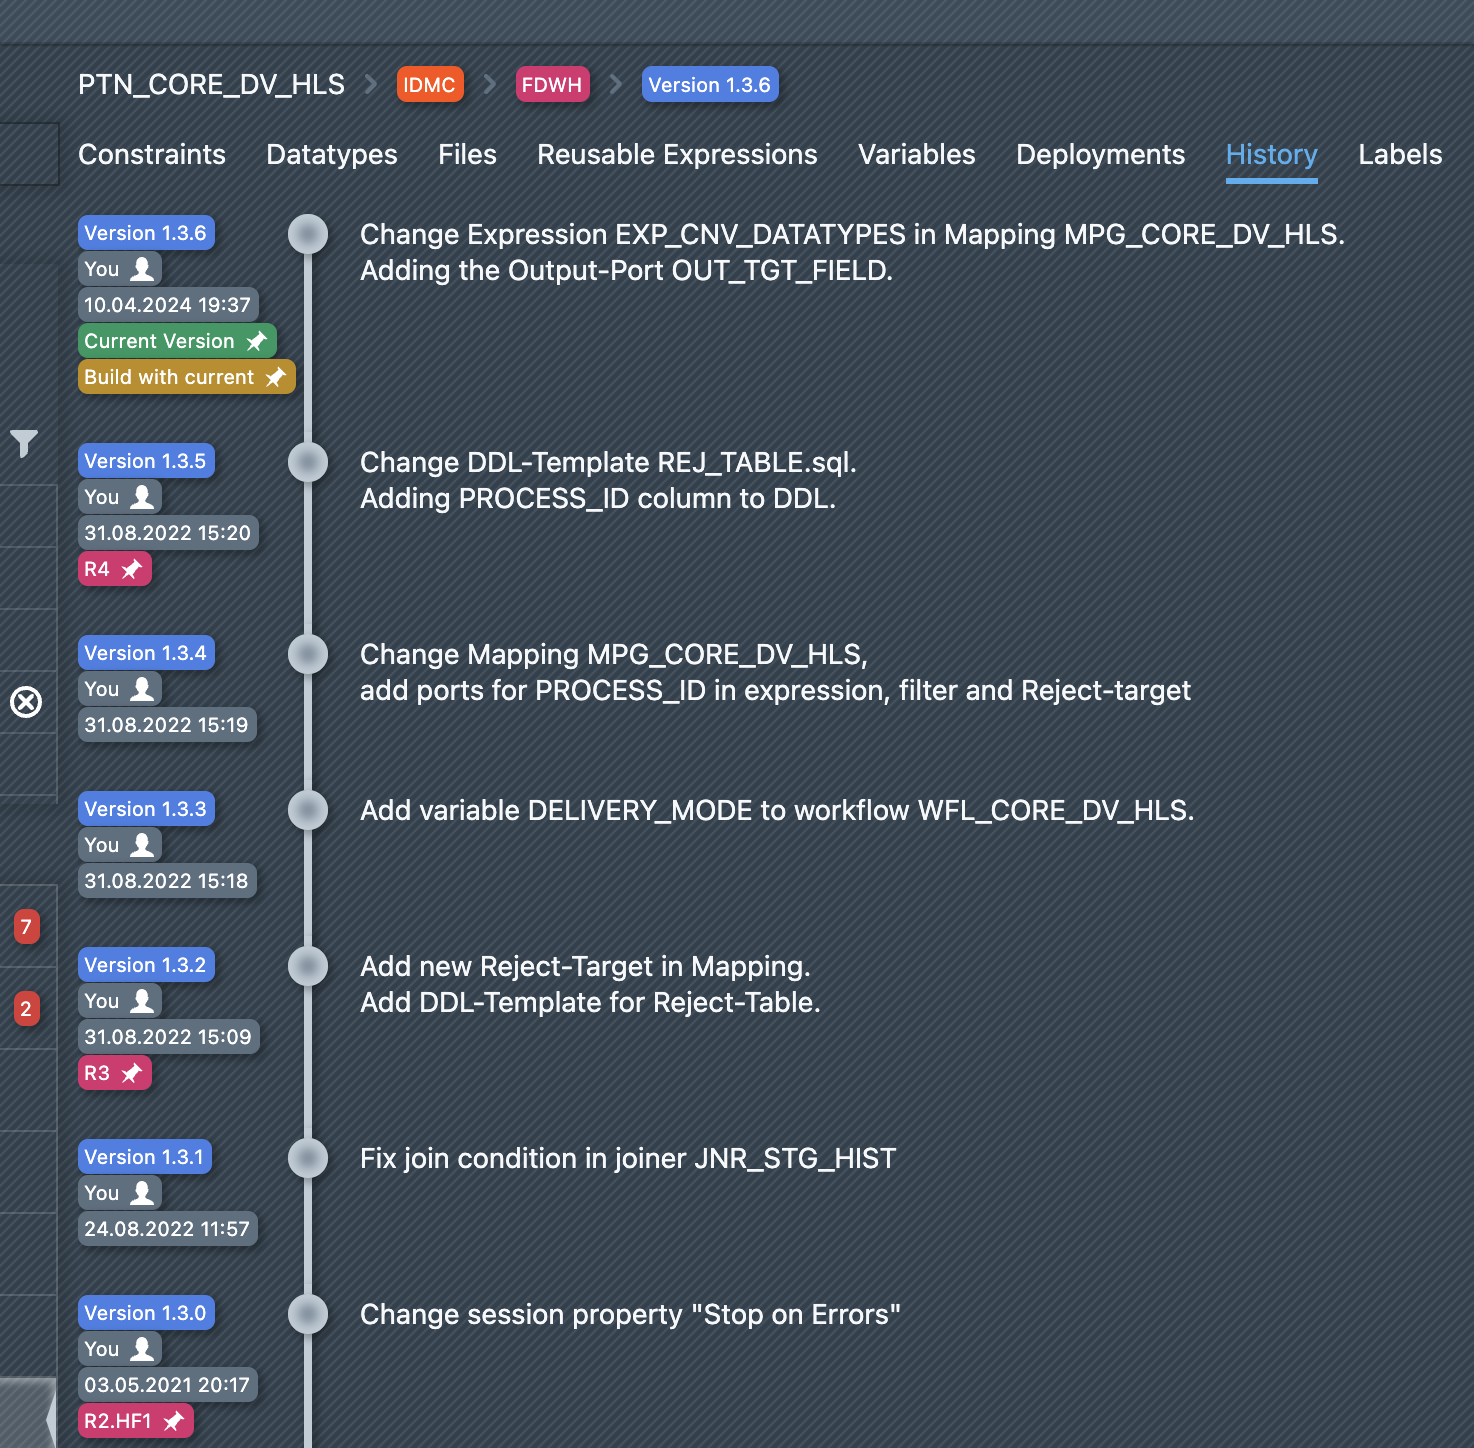 PTN_CORE_DV_HLS IDMC FDWH Version 1.3.6
Constraints Datatypes Files Reusable Expressions Variables Deployments History Labels
Version 1.3.6
You
10.04.2024 19:37
Current Version
Build with current
Change Expression EXP_CNV_DATATYPES in Mapping MPG_CORE_DV_HLS.
Adding the Output-Port OUT_TGT_FIELD.
Version 1.3.5
You
31.08.2022 15:20
R4
Change DDL-Template REJ_TABLE.sql.
Adding PROCESS_ID column to DDL.
Version 1.3.4
You
31.08.2022 15:19
Change Mapping MPG_CORE_DV_HLS,
add ports for PROCESS_ID in expression, filter and Reject-target
Version 1.3.3
You
31.08.2022 15:18
Add variable DELIVERY_MODE to workflow WFL_CORE_DV_HLS.
7
Version 1.3.2
You
31.08.2022 15:09
R3
Add new Reject-Target in Mapping.
Add DDL-Template for Reject-Table.
2
Version 1.3.1
You
24.08.2022 11:57
Fix join condition in joiner JNR_STG_HIST
Version 1.3.0
You
03.05.2021 20:17
R2.HF1
Change session property "Stop on Errors"